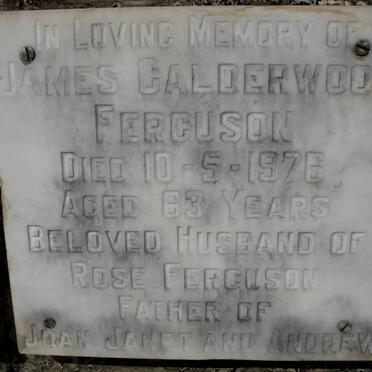 IN LOVING MEMORY OF
JAMES CALDERWOO
FERGUSON
DIED 10-5-1976
AGED 63 YEARS
BELOVED HUSBAND OF
ROSE FERGUSON
FATHER OF
JOAN, JANET AND ANDREW